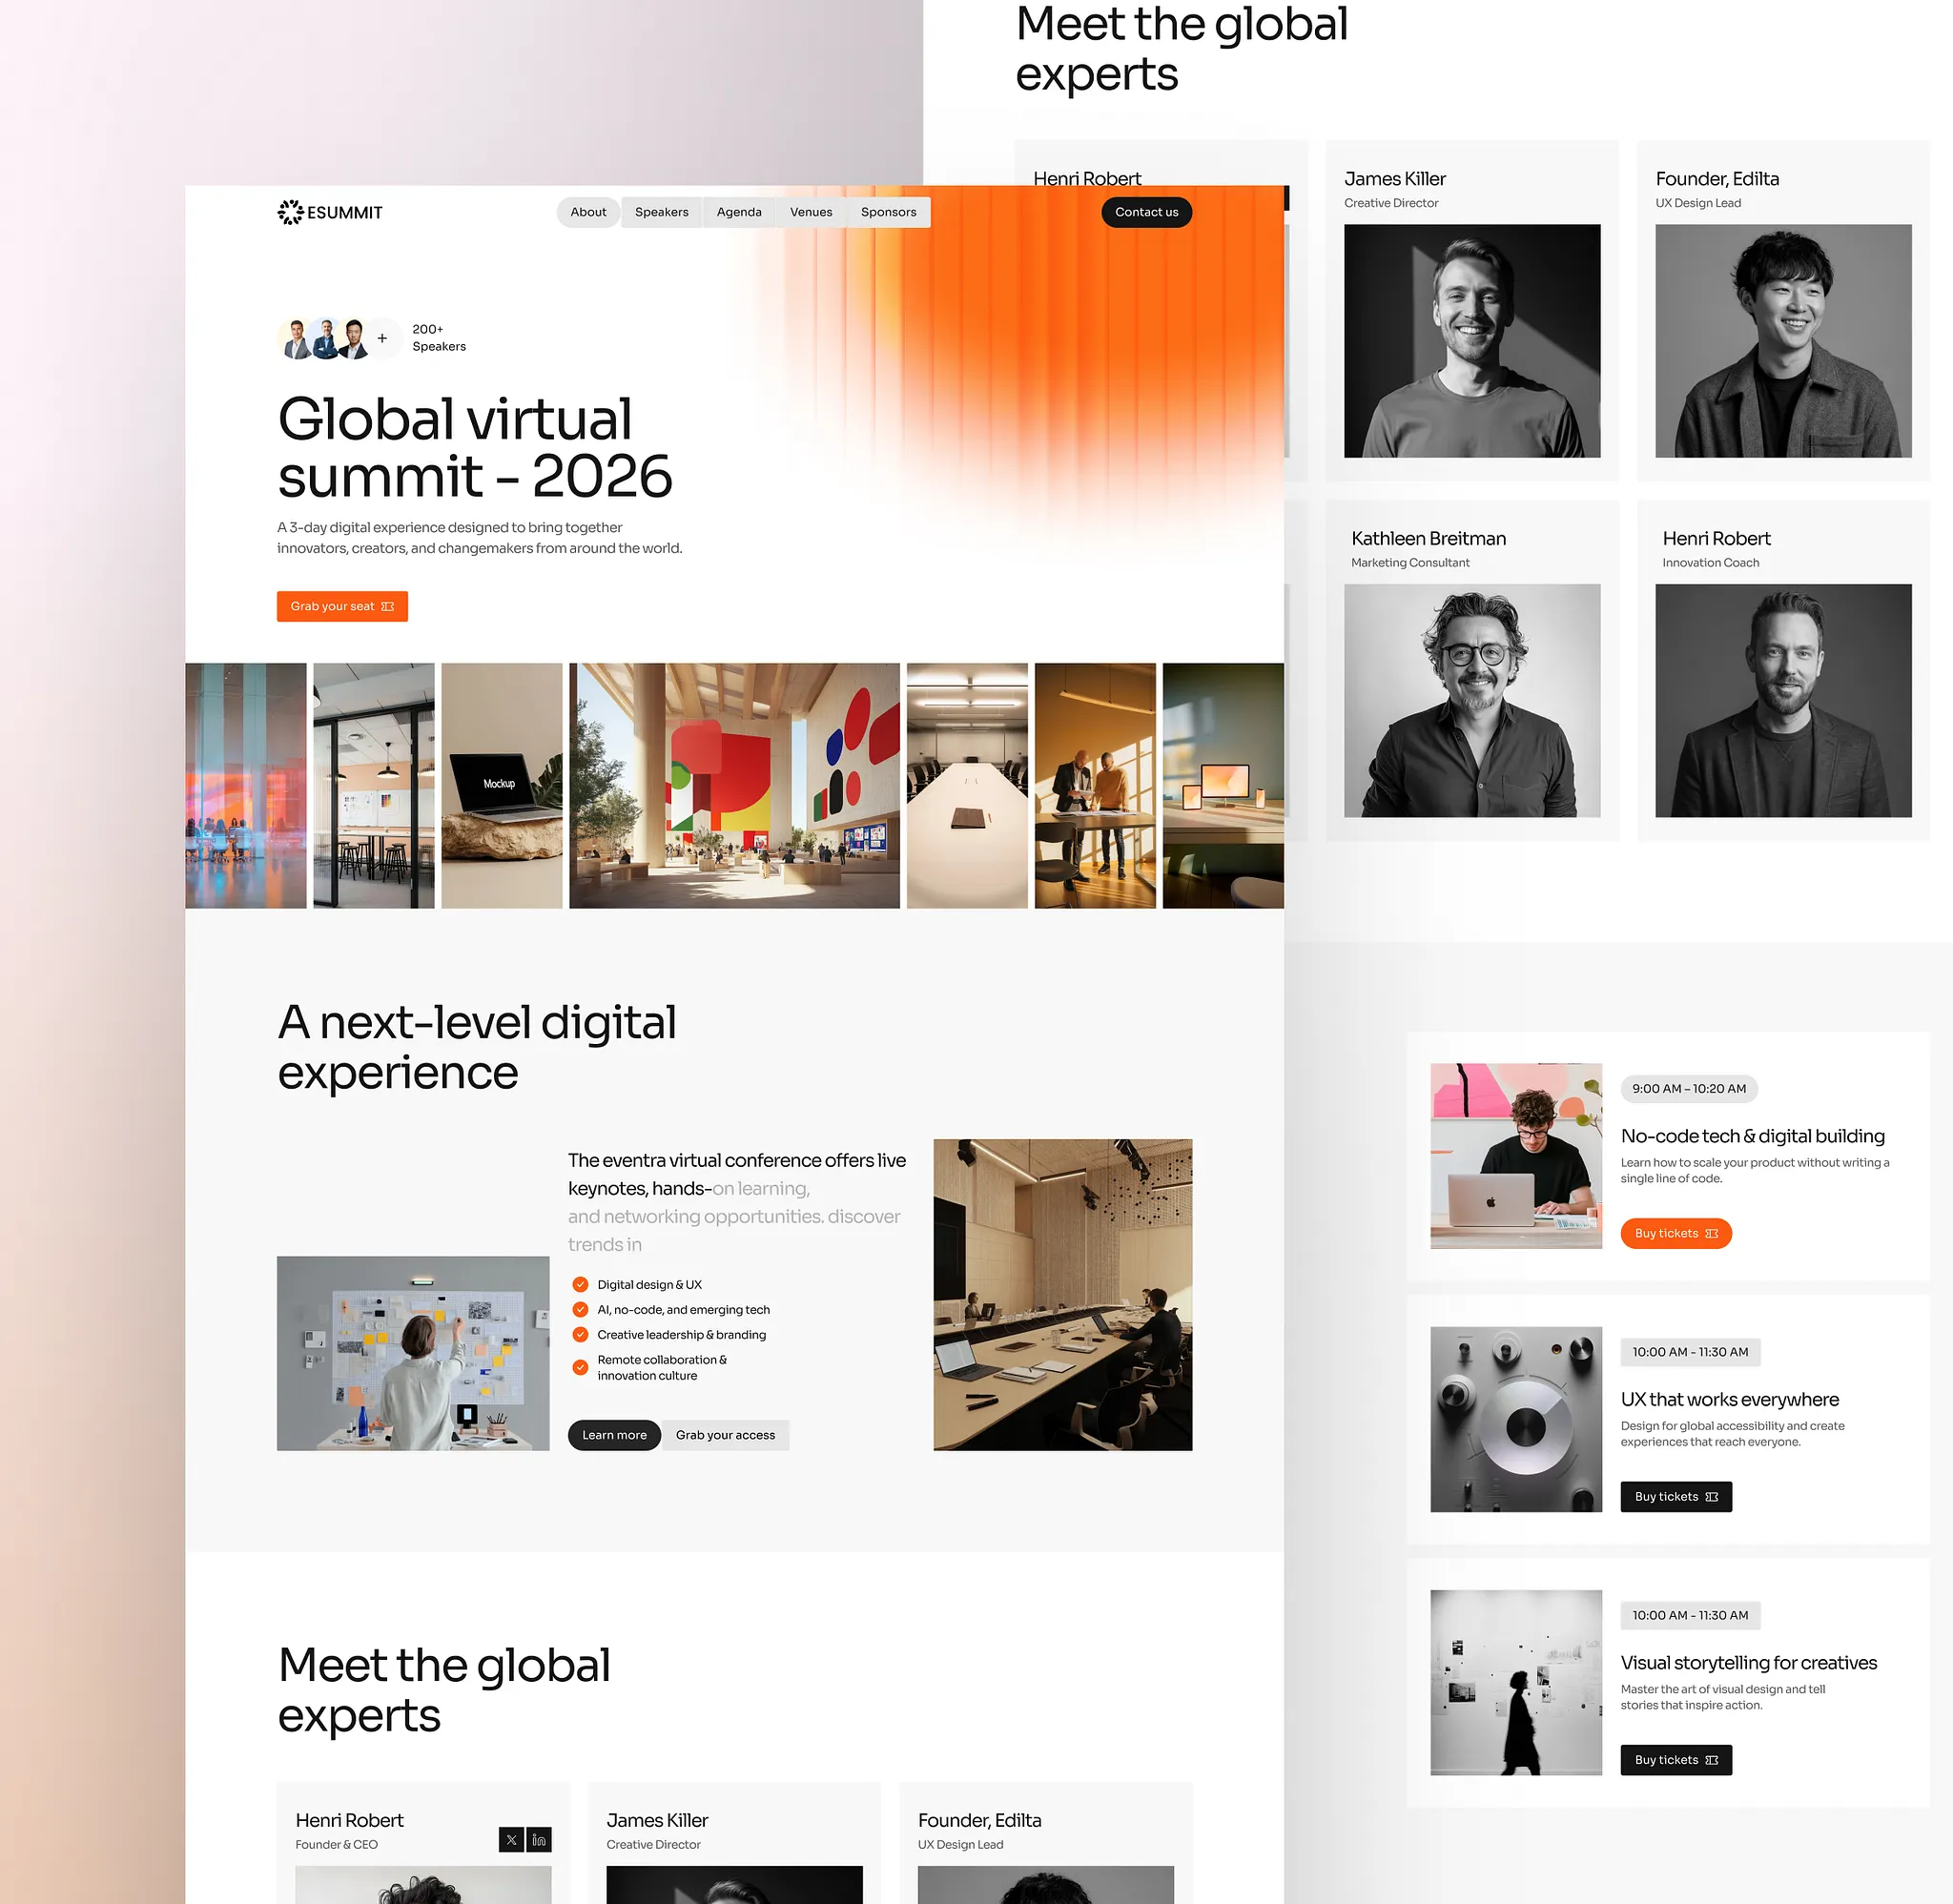 Meet the global
experts
Henri Robert
James Killer
Creative Director
Founder, Edilta
UX Design Lead
Kathleen Breitman
Marketing Consultant
Henri Robert
Innovation Coach
ESUMMIT
About
Speakers
Agenda
Venues
Sponsors
Contact us
200+
Speakers
Global virtual
summit - 2026
A 3-day digital experience designed to bring together
innovators, creators, and changemakers from around the world.
Grab your seat
Mockup
A next-level digital
experience
The eventra virtual conference offers live
keynotes, hands-on learning,
and networking opportunities. discover
trends in
Digital design & UX
AI, no-code, and emerging tech
Creative leadership & branding
Remote collaboration &
innovation culture
Learn more
Grab your access
Meet the global
experts
Henri Robert
Founder & CEO
X
in
James Killer
Creative Director
Founder, Edilta
UX Design Lead
9:00 AM – 10:20 AM
No-code tech & digital building
Learn how to scale your product without writing a
single line of code.
Buy tickets
10:00 AM - 11:30 AM
UX that works everywhere
Design for global accessibility and create
experiences that reach everyone.
Buy tickets
10:00 AM - 11:30 AM
Visual storytelling for creatives
Master the art of visual design and tell
stories that inspire action.
Buy tickets